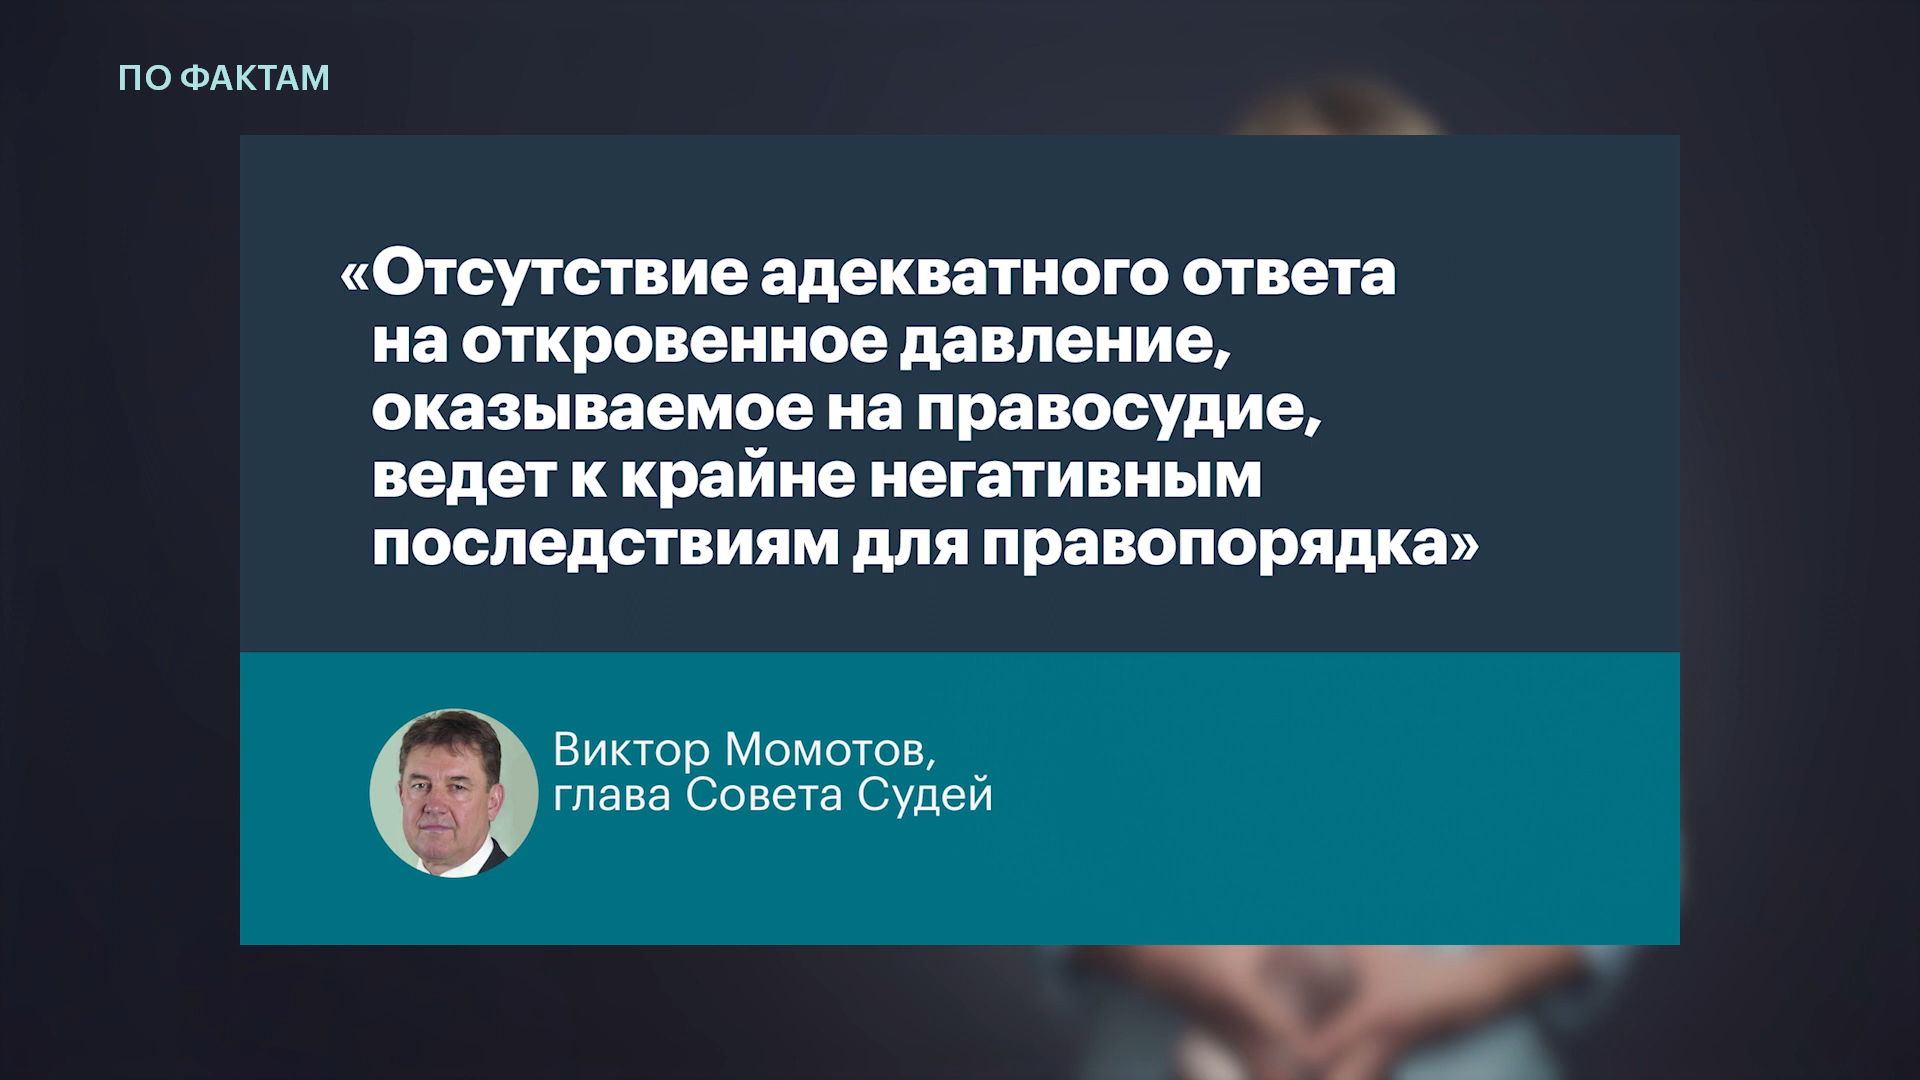 ПО ФАКТАМ
«Отсутствие адекватного ответа
на откровенное давление,
оказываемое на правосудие,
ведет к крайне негативным
последствиям для правопорядка»
Виктор Момотов,
глава Совета Судей